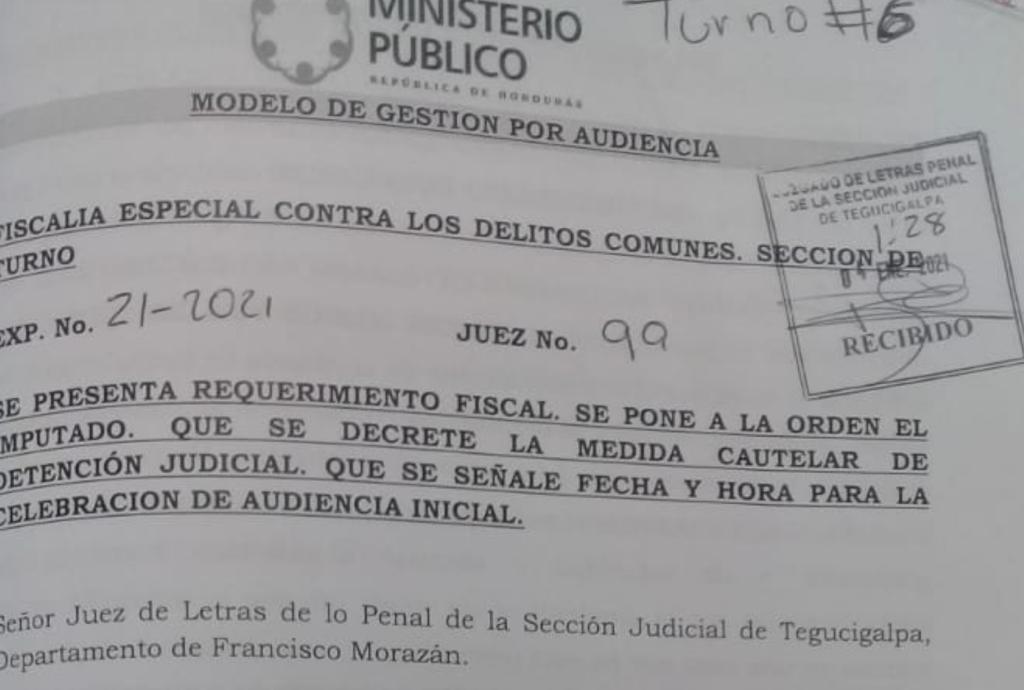 MINISTERIO
PÚBLICO
REPÚBLICA DE HONDURAS
Turno #6
MODELO DE GESTION POR AUDIENCIA
JUZGADO DE LETRAS PENAL
DE LA SECCIÓN JUDICIAL
DE TEGUCIGALPA
1:28
04 ENE. 2021
RECIBIDO
FISCALIA ESPECIAL CONTRA LOS DELITOS COMUNES. SECCION DE
TURNO
EXP. No. 21-2021
JUEZ No. 99
SE PRESENTA REQUERIMIENTO FISCAL. SE PONE A LA ORDEN EL
IMPUTADO. QUE SE DECRETE LA MEDIDA CAUTELAR DE
DETENCIÓN JUDICIAL. QUE SE SEÑALE FECHA Y HORA PARA LA
CELEBRACION DE AUDIENCIA INICIAL.
Señor Juez de Letras de lo Penal de la Sección Judicial de Tegucigalpa,
Departamento de Francisco Morazán.